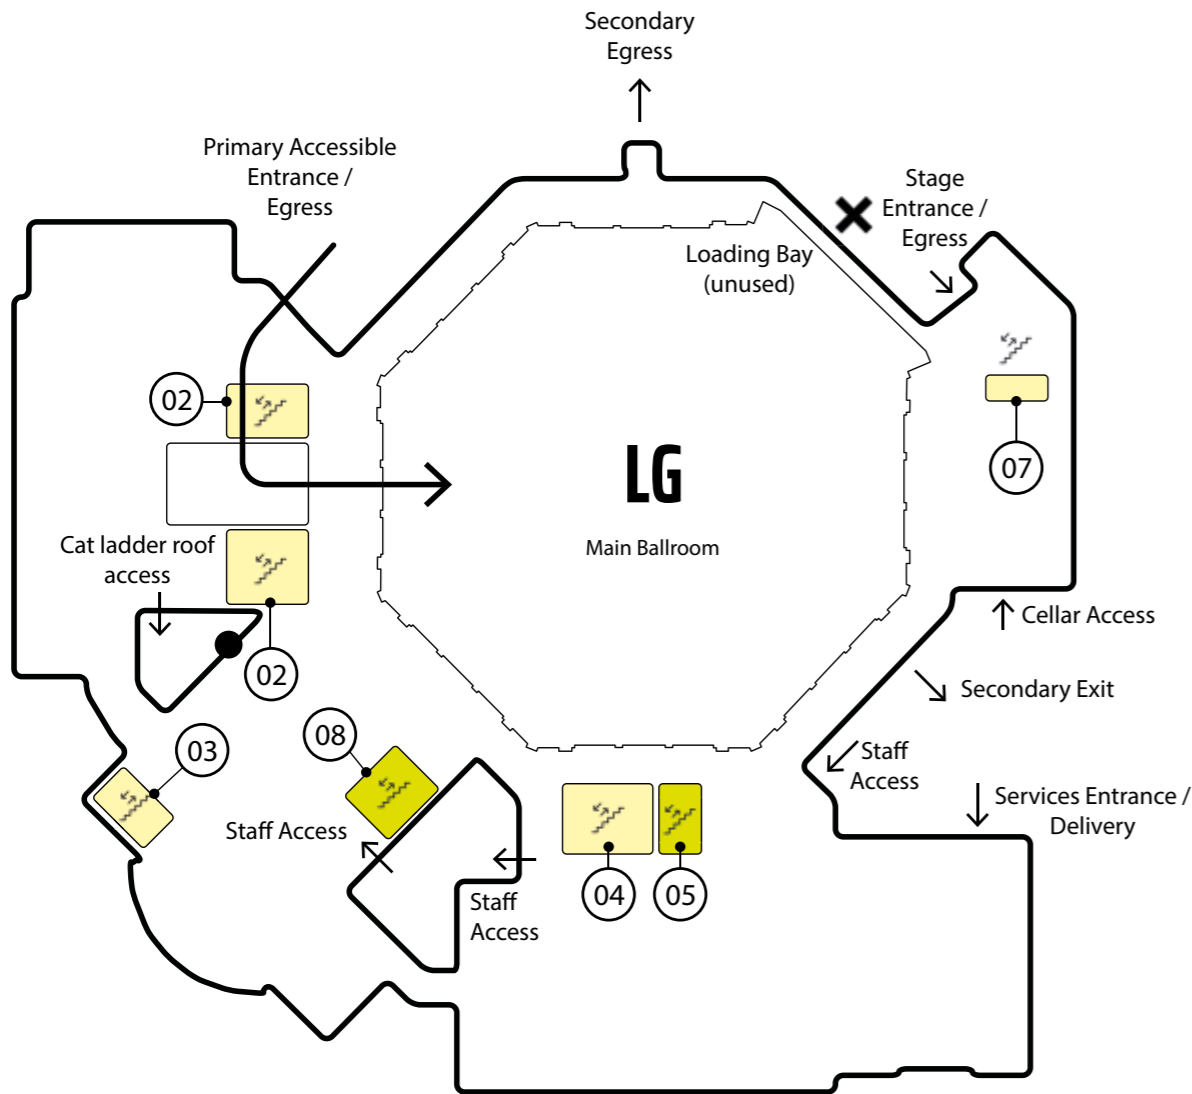 Secondary
Egress
Primary Accessible
Entrance /
Egress
Stage
Entrance /
Egress
Loading Bay
(unused)
02
07
LG
Main Ballroom
Cat ladder roof
access
02
Cellar Access
Secondary Exit
03
08
Staff
Access
Services Entrance /
Delivery
Staff Access
04
05
Staff
Access